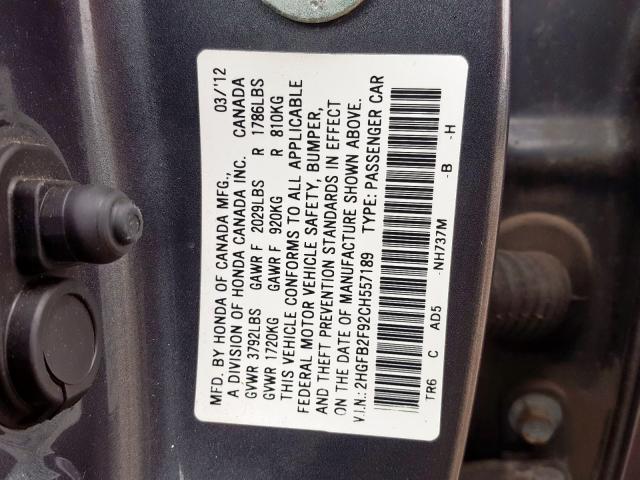 MFD. BY HONDA OF CANADA MFG., 03/12
A DIVISION OF HONDA CANADA INC. CANADA
GVWR 3792LBS GAWR F 2029LBS R 1786LBS
GVWR 1720KG GAWR F 920KG R 810KG
THIS VEHICLE CONFORMS TO ALL APPLICABLE
FEDERAL MOTOR VEHICLE SAFETY, BUMPER,
AND THEFT PREVENTION STANDARDS IN EFFECT
ON THE DATE OF MANUFACTURE SHOWN ABOVE.
V.I.N.: 2HGFB2F92CH557189 TYPE: PASSENGER CAR
TR6 C AD5 -NH737M -B -H